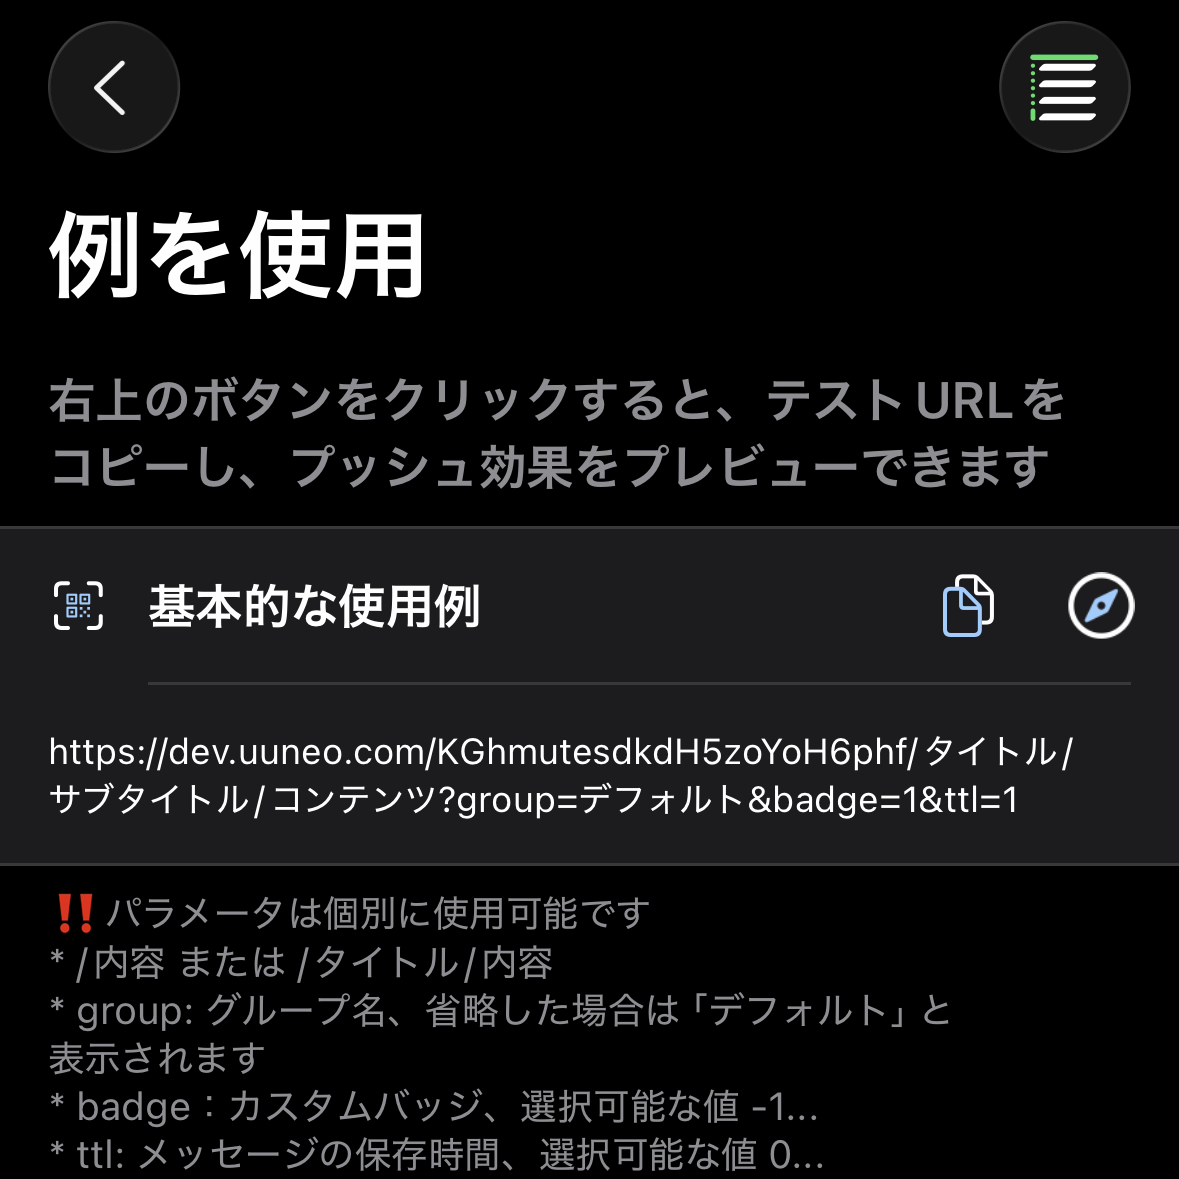 例を使用
右上のボタンをクリックすると、テストURLを
コピーし、プッシュ効果をプレビューできます
基本的な使用例
https://dev.uuneo.com/KGhmutesdkdH5zoYoH6phf/タイトル/
サブタイトル/コンテンツ?group=デフォルト&badge=1&ttl=1
‼️パラメータは個別に使用可能です
* /内容 または /タイトル/内容
* group: グループ名、省略した場合は「デフォルト」と
表示されます
* badge：カスタムバッジ、選択可能な値 -1...
* ttl: メッセージの保存時間、選択可能な値 0...